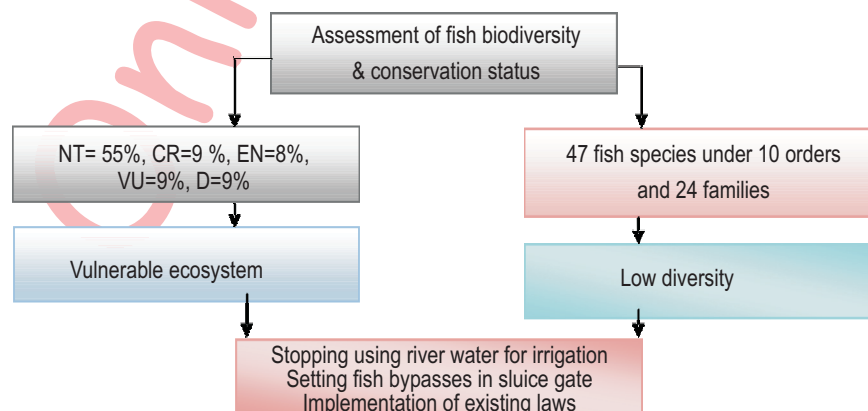 Assessment of fish biodiversity
& conservation status
NT= 55%, CR=9 %, EN=8%,
VU=9%, D=9%
47 fish species under 10 orders
and 24 families
Vulnerable ecosystem
Low diversity
Stopping using river water for irrigation
Setting fish bypasses in sluice gate
Implementation of existing laws